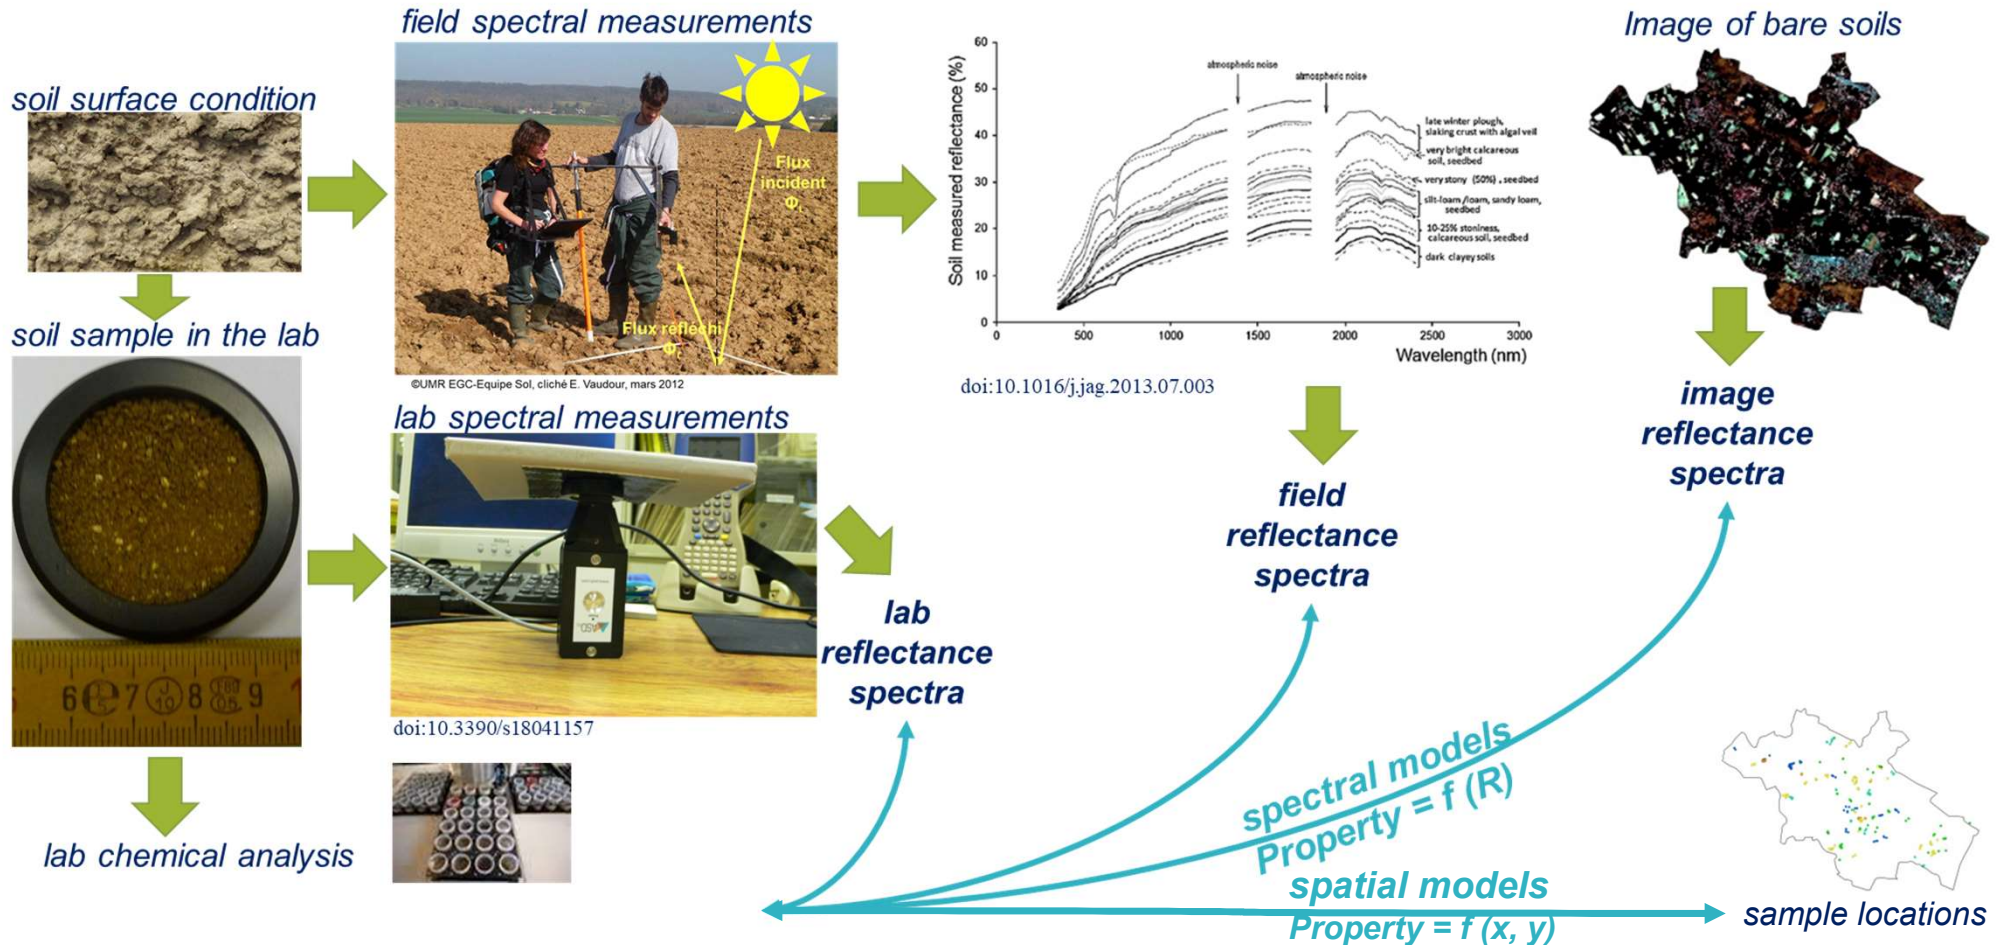 field spectral measurements
Image of bare soils
soil surface condition
Flux
incident
Φi
Flux réfléchi
Φr
©UMR EGC-Equipe Sol, cliché E. Vaudour, mars 2012
Soil measured reflectance (%)
60
50
40
30
20
10
0
0
500
1000
1500
2000
2500
3000
Wavelength (nm)
atmospheric noise
atmospheric noise
late winter plough,
slaking crust with algal veil
very bright calcareous
soil, seedbed
very stony (50%) , seedbed
silt-loam /loam, sandy loam,
seedbed
10-25% stoniness,
calcareous soil, seedbed
dark clayey soils
doi:10.1016/j.jag.2013.07.003
soil sample in the lab
6 7 8 9
lab spectral measurements
ASD
doi:10.3390/s18041157
image
reflectance
spectra
field
reflectance
spectra
lab
reflectance
spectra
lab chemical analysis
spectral models
Property = f (R)
spatial models
Property = f (x, y)
sample locations